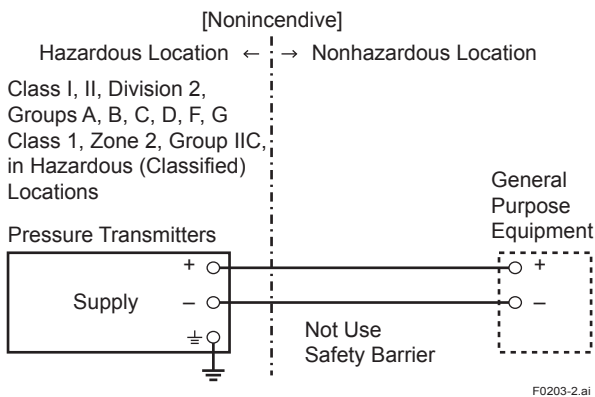 [Nonincendive]
Hazardous Location ← → Nonhazardous Location
Class I, II, Division 2,
Groups A, B, C, D, F, G
Class 1, Zone 2, Group IIC,
in Hazardous (Classified)
Locations
General
Purpose
Equipment
Pressure Transmitters
+ +
Supply – –
Not Use
Safety Barrier
F0203-2.ai